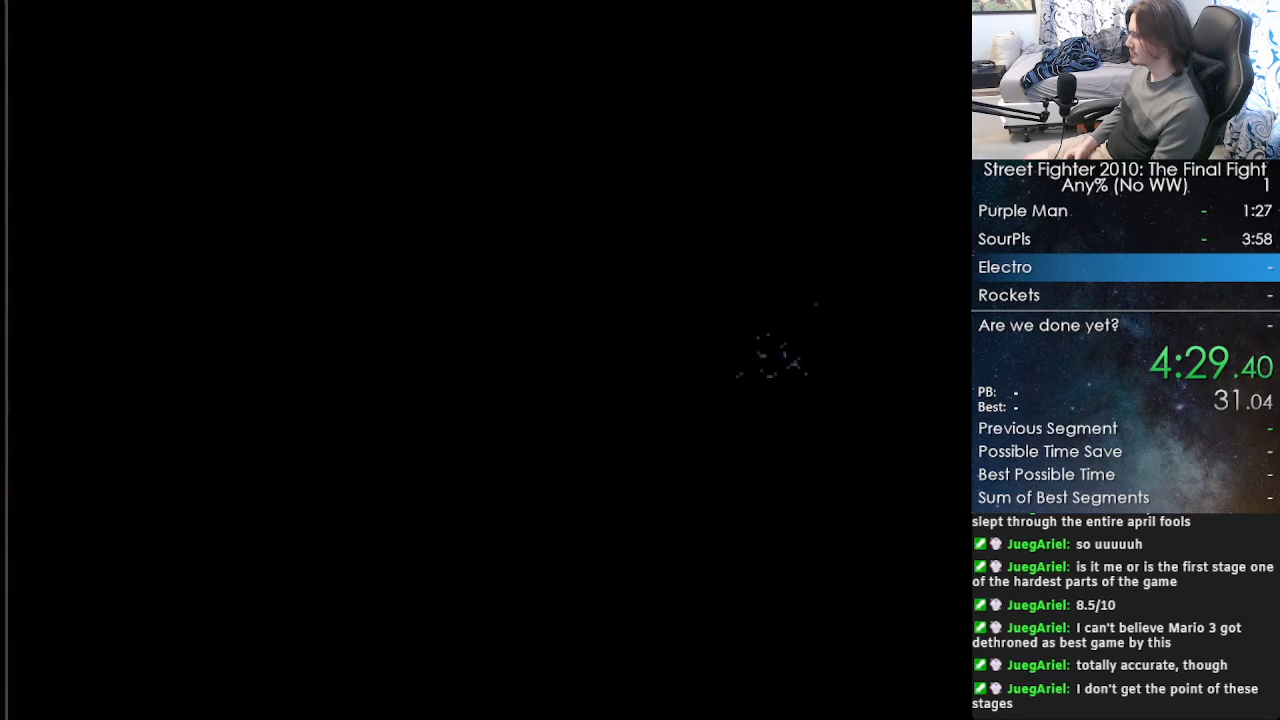 Street Fighter 2010: The Final Fight
Any% (No WW) 1
Purple Man - 1:27
SourPls - 3:58
Electro -
Rockets -
Are we done yet? -
4:29.40
PB: -
31.04
Best: -
Previous Segment -
Possible Time Save -
Best Possible Time -
Sum of Best Segments -
slept through the entire april fools
JuegAriel: so uuuuuh
JuegAriel: is it me or is the first stage one
of the hardest parts of the game
JuegAriel: 8.5/10
JuegAriel: I can't believe Mario 3 got
dethroned as best game by this
JuegAriel: totally accurate, though
JuegAriel: I don't get the point of these
stages